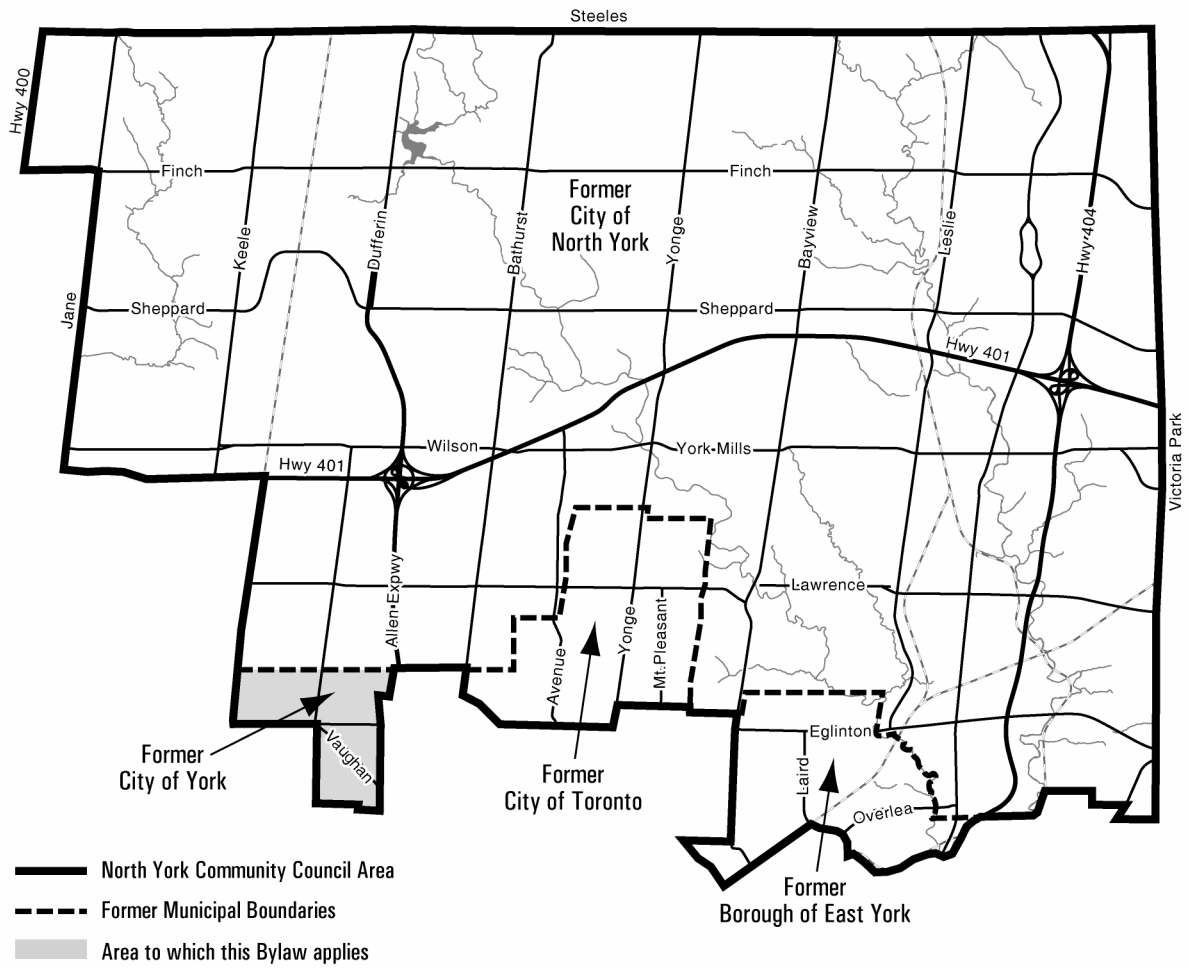 Steeles
Hwy 400
Finch
Finch
Former
City of
North York
Keele
Dufferin
Bathurst
Yonge
Bayview
Leslie
Hwy 404
Jane
Sheppard
Sheppard
Hwy 401
Wilson
York Mills
Hwy 401
Victoria Park
Allen Expwy
Lawrence
Avenue
Yonge
Mt. Pleasant
Eglinton
Vaughan
Laird
Overlea
Former
City of York
Former
City of Toronto
Former
Borough of East York
North York Community Council Area
Former Municipal Boundaries
Area to which this Bylaw applies